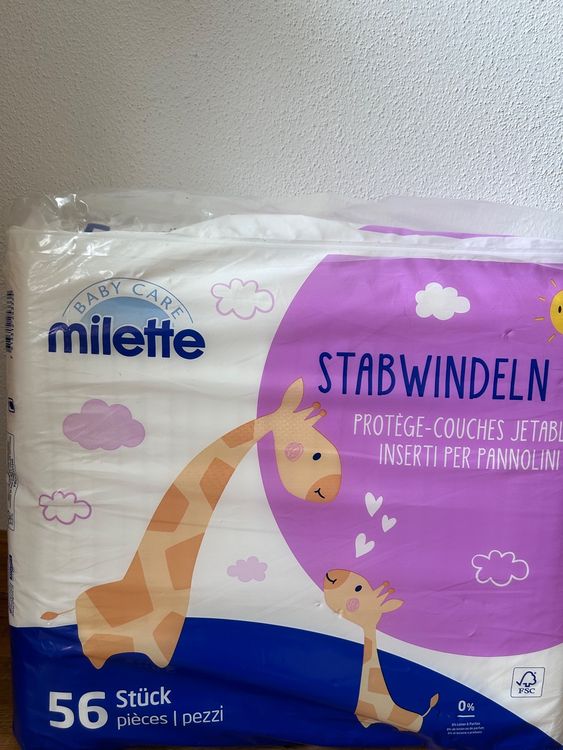 BABY CARE
milette
STABWINDELN
PROTÈGE-COUCHES JETABL
INSERTI PER PANNOLINI
56 Stück
pièces | pezzi
0%
FSC